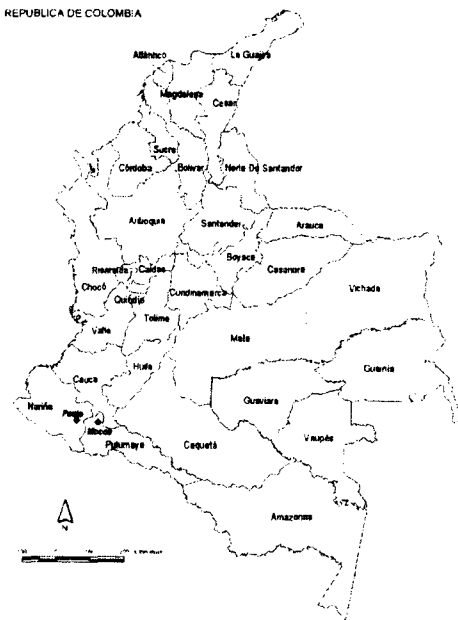 REPUBLICA DE COLOMBIA
Atlántico
La Guajira
Magdalena
Cesar
Sucre
Córdoba
Bolívar
Norte De Santander
Antioquia
Santander
Arauca
Boyacá
Risaralda
Caldas
Casanare
Chocó
Cundinamarca
Vichada
Quindío
Tolima
Valle
Meta
Huila
Guainía
Cauca
Nariño
Pasto
Guaviare
Mocoa
Vaupés
Putumayo
Caquetá
Amazonas
N